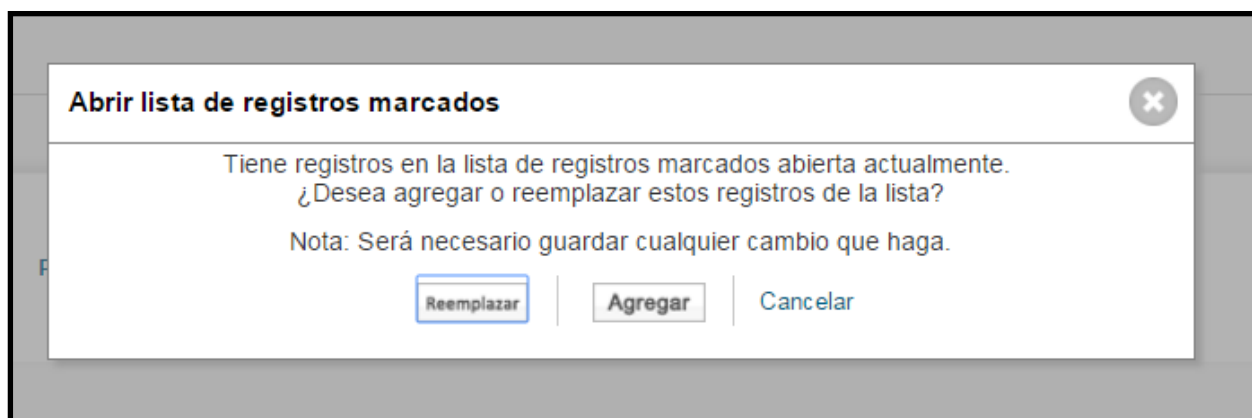 Abrir lista de registros marcados
Tiene registros en la lista de registros marcados abierta actualmente.
¿Desea agregar o reemplazar estos registros de la lista?
Nota: Será necesario guardar cualquier cambio que haga.
Reemplazar Agregar Cancelar